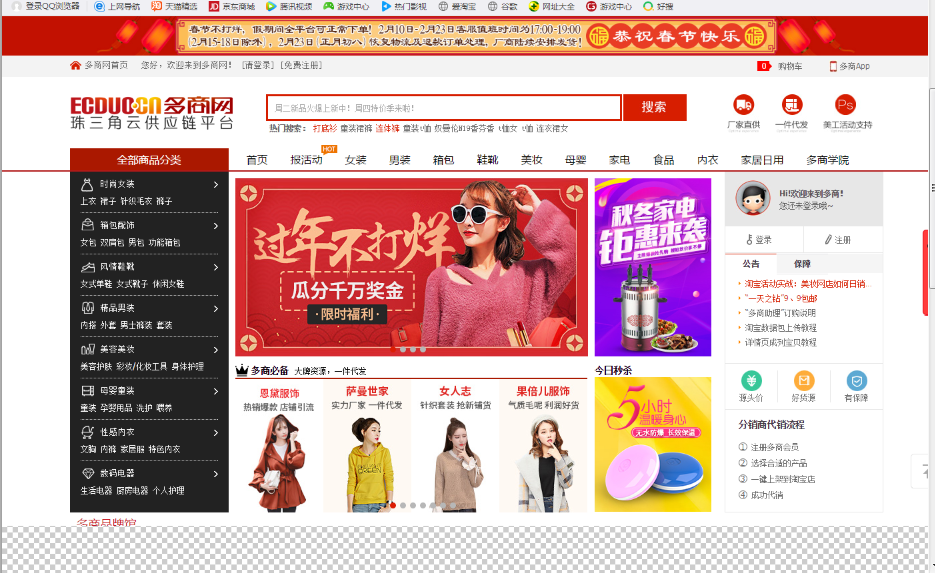 登录QQ浏览器 上网导航 天猫精选 京东商城 腾讯视频 游戏中心 热门影视 爱淘宝 谷歌 网址大全 游戏中心 好搜
春节不打烊，假期间全平台可正常下单！2月10日-2月23日客服值班时间为17:00-19:00
(2月15-18日除外)，2月23日(正月初八)恢复物流及退款订单处理，厂商陆续安排发货！
恭祝春节快乐
多商网首页 您好，欢迎来到多商网！ [请登录] [免费注册] 0 购物车 多商App
ECDUO.CN 多商网
珠三角云供应链平台
周二新品火爆上新中！周四特价季来啦！ 搜索
热门搜索： 打底衫 童装裙裤 连体裤 童装t恤
t恤女 t恤 连衣裙女
厂家直供 一件代发 美工活动支持
全部商品分类 首页 报活动 HOT 女装 男装 箱包 鞋靴 美妆 母婴 家电 食品 内衣 家居日用 多商学院
时尚女装
上衣 裙子 针织毛衣 裤子
箱包配饰
女包 双肩包 男包 功能箱包
风情鞋靴
女式单鞋 女式靴子 休闲女鞋
精品男装
内搭 外套 男士裤装 套装
美容美妆
美容护肤 彩妆/化妆工具 身体护理
母婴童装
童装 孕婴用品 洗护 喂养
性感内衣
文胸 内裤 家居服 特色内衣
数码电器
生活电器 厨房电器 个人护理
过年不打烊
瓜分千万奖金
·限时福利·
秋冬家电
钜惠来袭
Hi!欢迎来到多商!
您还未登录哦~
登录 注册
公告 保障
淘宝活动实战：美妆网店如何日销...
“一天之钻”9、9包邮
“多商助理”订购说明
淘宝数据包上传教程
详情页成列宝贝教程
源头价 好货源 有保障
分销商代销流程
① 注册多商会员
② 选择合适的产品
③ 一键上架到淘宝店
④ 成功代销
多商必备 大牌资源，一件代发
恩黛服饰
热销爆款 店铺引流
萨曼世家
实力厂家 一件代发
女人志
针织套装 抢新铺货
果倍儿服饰
气质毛呢 利润好货
今日秒杀
5小时
温暖身心
无水防爆 长效保温
多商品牌馆